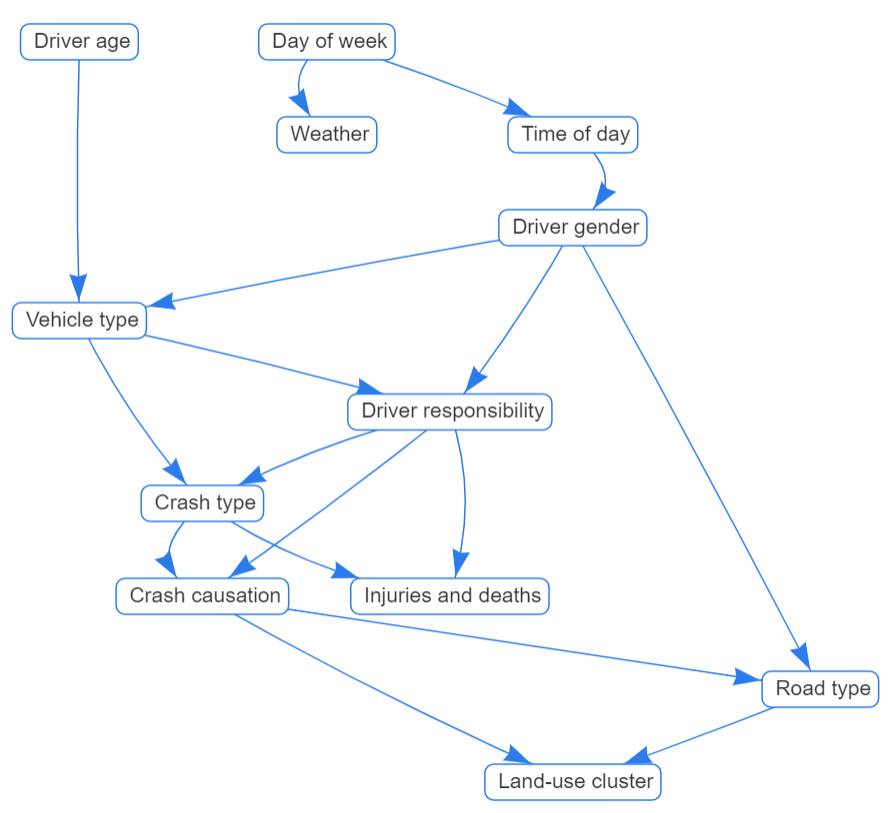 Driver age
Day of week
Weather
Time of day
Driver gender
Vehicle type
Driver responsibility
Crash type
Crash causation
Injuries and deaths
Road type
Land-use cluster